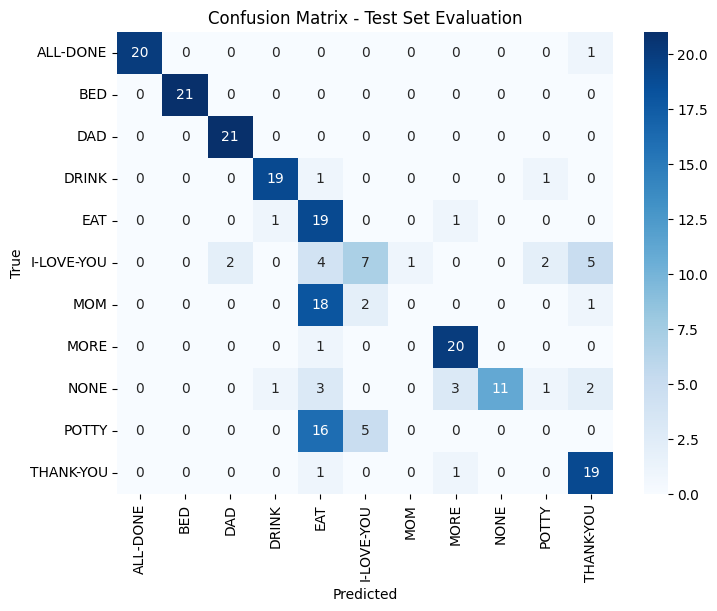 Confusion Matrix - Test Set Evaluation
ALL-DONE 20 0 0 0 0 0 0 0 0 0 1
BED 0 21 0 0 0 0 0 0 0 0 0
DAD 0 0 21 0 0 0 0 0 0 0 0
DRINK 0 0 0 19 1 0 0 0 0 1 0
EAT 0 0 0 1 19 0 0 1 0 0 0
I-LOVE-YOU 0 0 2 0 4 7 1 0 0 2 5
MOM 0 0 0 0 18 2 0 0 0 0 1
MORE 0 0 0 0 1 0 0 20 0 0 0
NONE 0 0 0 1 3 0 0 3 11 1 2
POTTY 0 0 0 0 16 5 0 0 0 0 0
THANK-YOU 0 0 0 0 1 0 0 1 0 0 19
True
ALL-DONE BED DAD DRINK EAT I-LOVE-YOU MOM MORE NONE POTTY THANK-YOU
Predicted
20.0
17.5
15.0
12.5
10.0
7.5
5.0
2.5
0.0